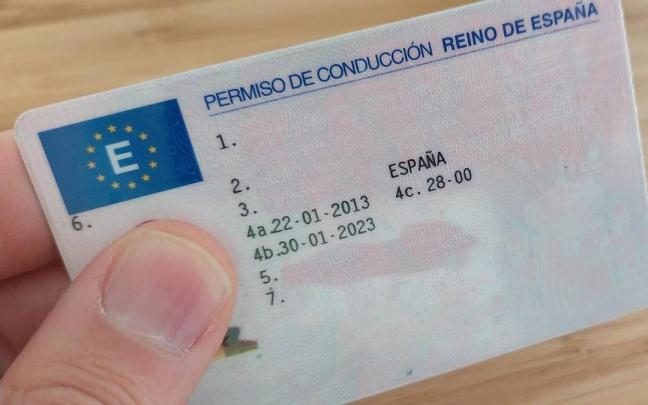 PERMISO DE CONDUCCIÓN REINO DE ESPAÑA
E
1.
2.
3. ESPAÑA
4a.22-01-2013 4c. 28-00
4b.30-01-2023
5.
6.
7.